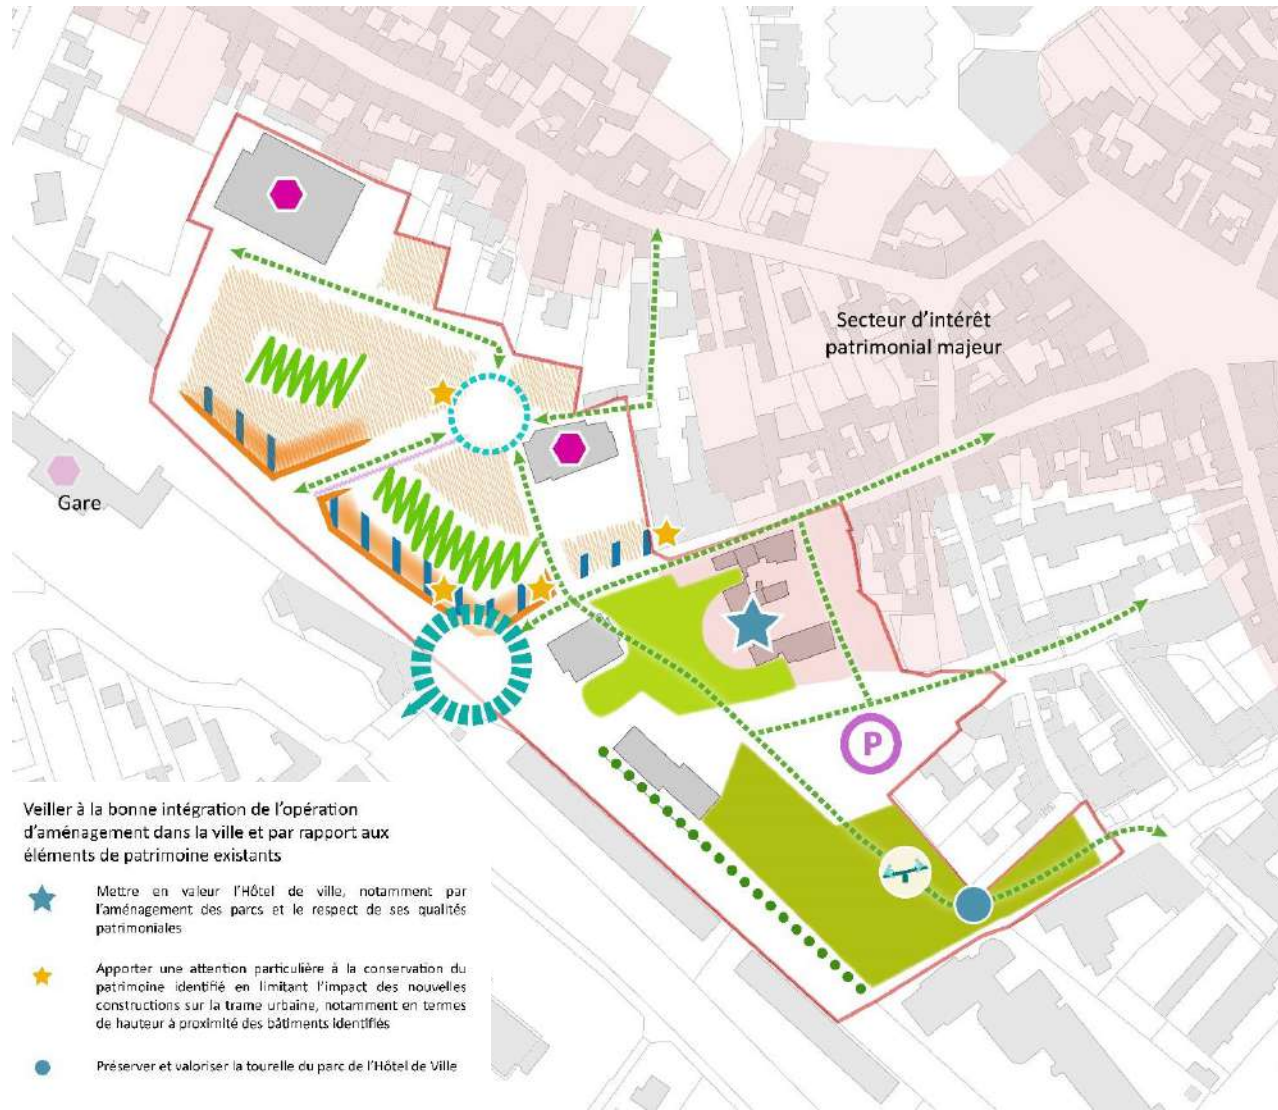 Secteur d'intérêt
patrimonial majeur
Gare
P
Veiller à la bonne intégration de l'opération
d'aménagement dans la ville et par rapport aux
éléments de patrimoine existants
Mettre en valeur l'Hôtel de ville, notamment par
l'aménagement des parcs et le respect de ses qualités
patrimoniales
Apporter une attention particulière à la conservation du
patrimoine identifié en limitant l'impact des nouvelles
constructions sur la trame urbaine, notamment en termes
de hauteur à proximité des bâtiments identifiés
Préserver et valoriser la tourelle du parc de l'Hôtel de Ville